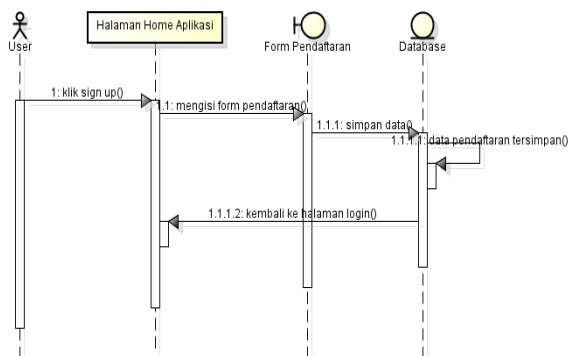 Halaman Home Aplikasi
User
Form Pendaftaran
Database
1: klik sign up()
1.1: mengisi form pendaftaran()
1.1.1: simpan data()
1.1.1.1: data pendaftaran tersimpan()
1.1.1.2: kembali ke halaman login()